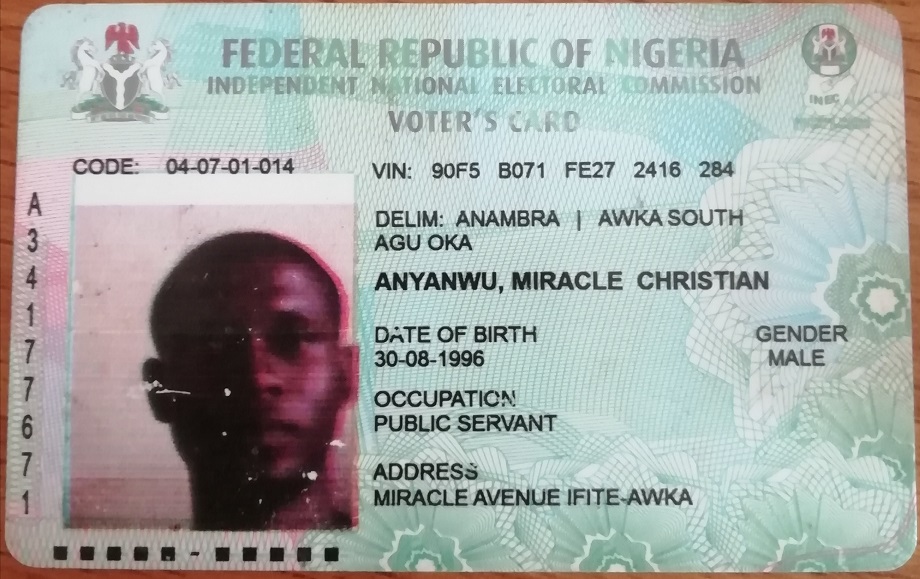 FEDERAL REPUBLIC OF NIGERIA
INDEPENDENT NATIONAL ELECTORAL COMMISSION
VOTER'S CARD
INEC
CODE: 04-07-01-014
VIN: 90F5 B071 FE27 2416 284
DELIM: ANAMBRA | AWKA SOUTH
AGU OKA
ANYANWU, MIRACLE CHRISTIAN
DATE OF BIRTH
30-08-1996
GENDER
MALE
OCCUPATION
PUBLIC SERVANT
ADDRESS
MIRACLE AVENUE IFITE-AWKA
A
3
4
1
7
7
6
7
1